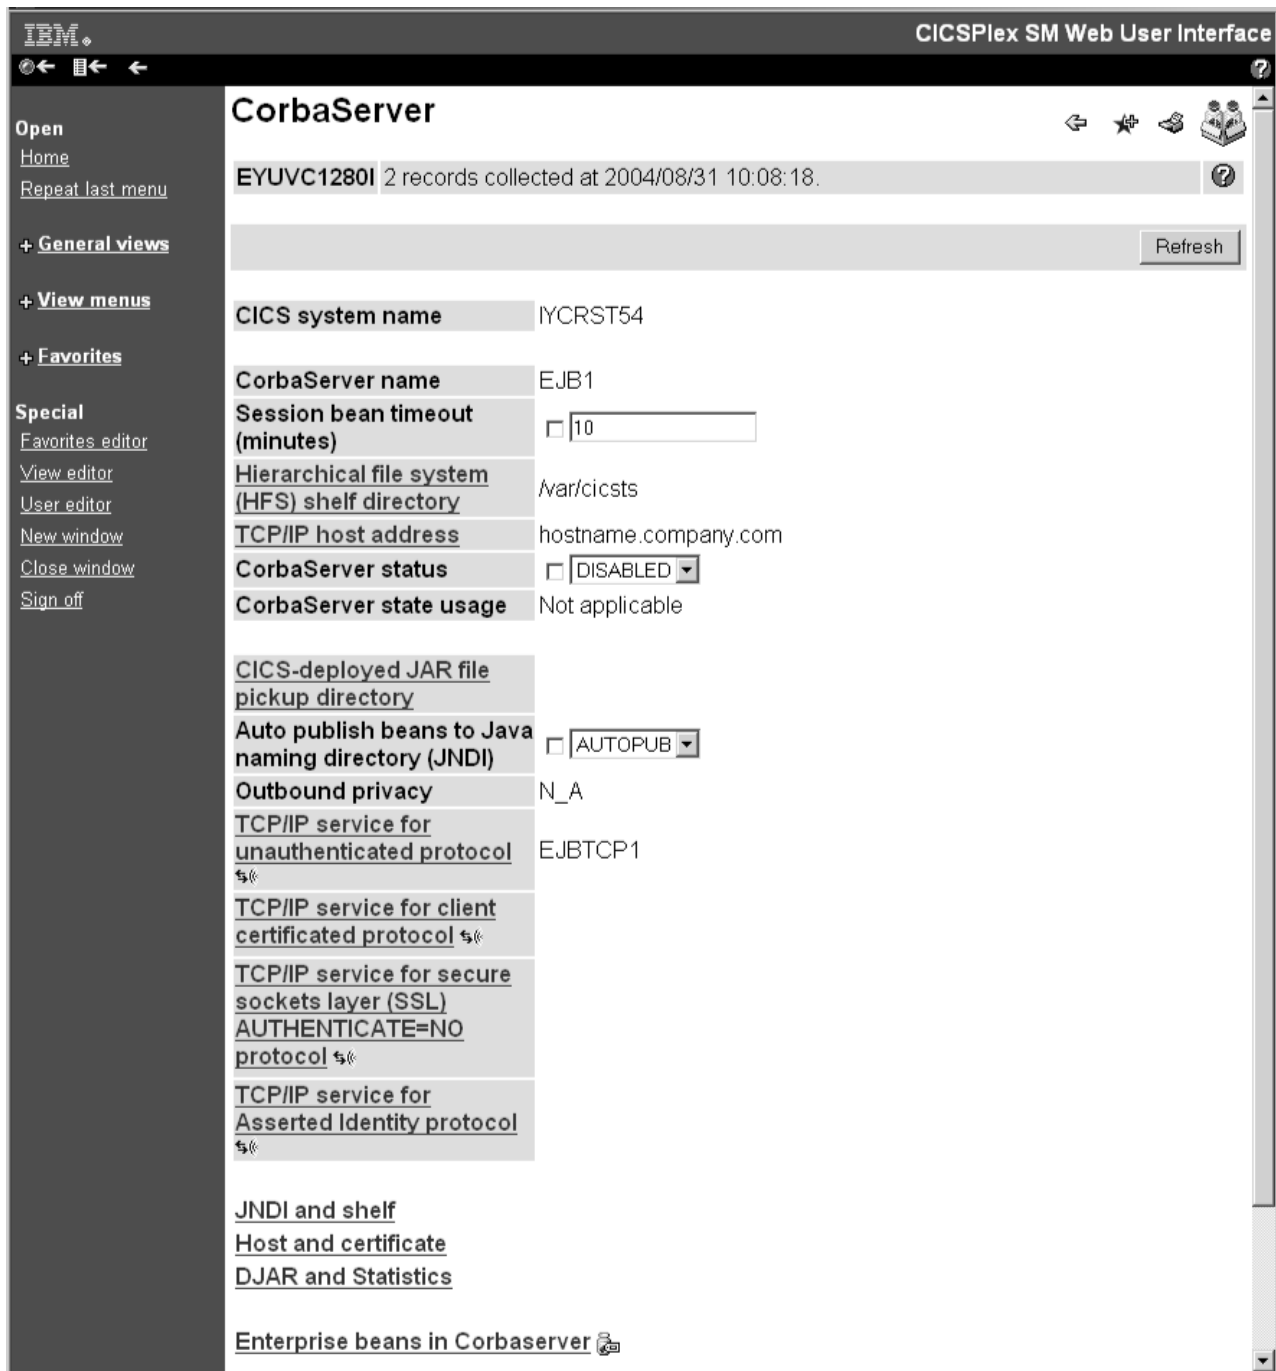 IBM
CICSPlex SM Web User Interface
Open
Home
Repeat last menu
General views
View menus
Favorites
Special
Favorites editor
View editor
User editor
New window
Close window
Sign off
CorbaServer
EYUVC1280I 2 records collected at 2004/08/31 10:08:18.
Refresh
CICS system name IYCRST54
CorbaServer name EJB1
Session bean timeout
(minutes) 10
Hierarchical file system
(HFS) shelf directory /var/cicsts
TCP/IP host address hostname.company.com
CorbaServer status DISABLED
CorbaServer state usage Not applicable
CICS-deployed JAR file
pickup directory
Auto publish beans to Java
naming directory (JNDI) AUTOPUB
Outbound privacy N_A
TCP/IP service for
unauthenticated protocol EJBTCP1
TCP/IP service for client
certificated protocol
TCP/IP service for secure
sockets layer (SSL)
AUTHENTICATE=NO
protocol
TCP/IP service for
Asserted Identity protocol
JNDI and shelf
Host and certificate
DJAR and Statistics
Enterprise beans in Corbaserver